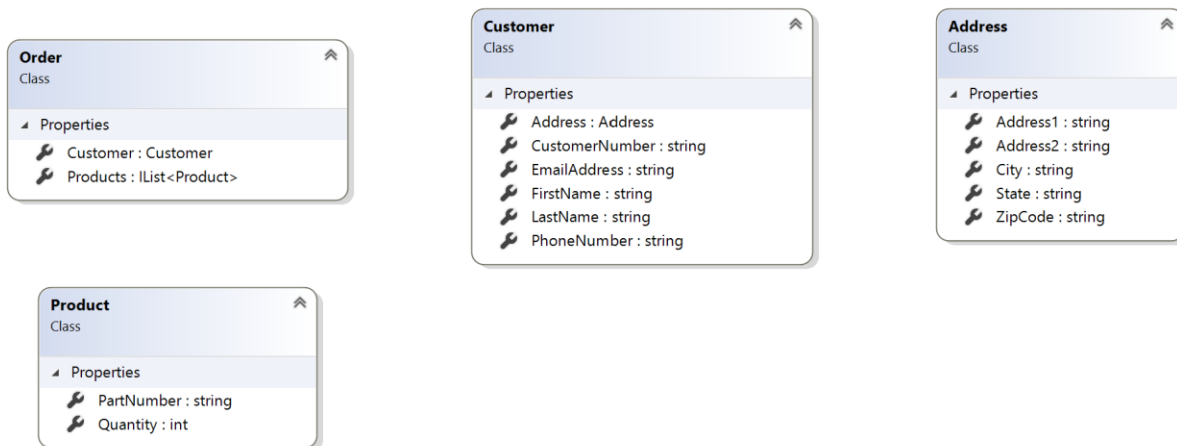 Order
Class
Properties
Customer : Customer
Products : IList<Product>
Customer
Class
Properties
Address : Address
CustomerNumber : string
EmailAddress : string
FirstName : string
LastName : string
PhoneNumber : string
Address
Class
Properties
Address1 : string
Address2 : string
City : string
State : string
ZipCode : string
Product
Class
Properties
PartNumber : string
Quantity : int